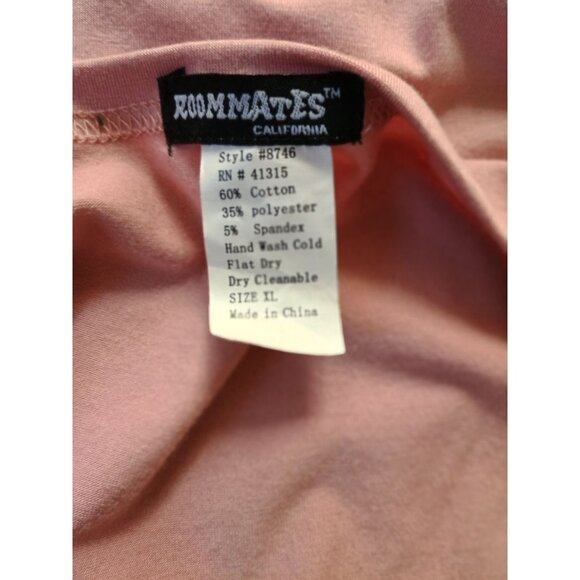 ROOMMATES™
CALIFORNIA
Style #8746
RN # 41315
60% Cotton
35% polyester
5% Spandex
Hand Wash Cold
Flat Dry
Dry Cleanable
SIZE XL
Made in China